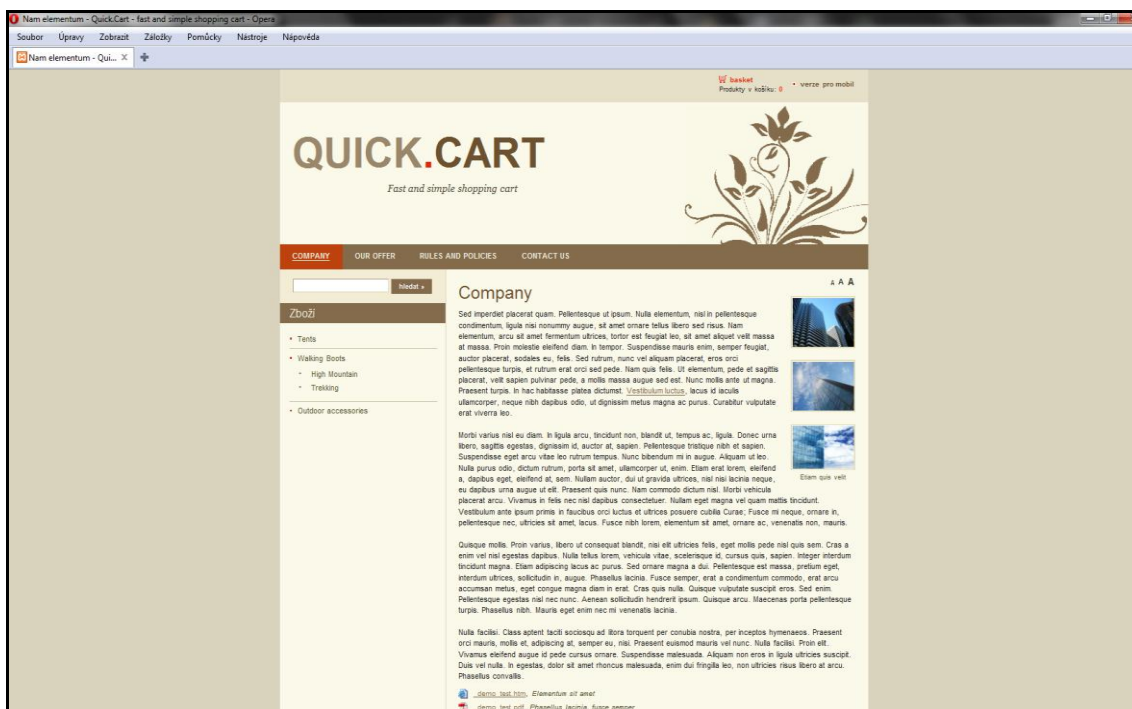 Nam elementum - Quick.Cart - fast and simple shopping cart - Opera
Soubor Úpravy Zobrazit Záložky Pomůcky Nástroje Nápověda
Nam elementum - Qui...
basket
Produkty v košíku: 0
verze pro mobil
QUICK.CART
Fast and simple shopping cart
COMPANY OUR OFFER RULES AND POLICIES CONTACT US
hledat »
A A A
Zboží
Tents
Walking Boots
High Mountain
Trekking
Outdoor accessories
Company
Sed imperdiet placerat quam. Pellentesque ut ipsum. Nulla elementum, nisl in pellentesque
condimentum, ligula nisi nonummy augue, sit amet ornare tellus libero sed risus. Nam
elementum, arcu sit amet fermentum ultrices, tortor est feugiat leo, sit amet aliquet velit massa
at massa. Proin molestie eleifend diam. In tempor. Suspendisse mauris enim, semper feugiat,
auctor placerat, sodales eu, felis. Sed rutrum, nunc vel aliquam placerat, eros orci
pellentesque turpis, et rutrum erat orci sed pede. Nam quis felis. Ut elementum, pede et sagittis
placerat, velit sapien pulvinar pede, a mollis massa augue sed est. Nunc mollis ante ut magna.
Praesent turpis. In hac habitasse platea dictumst. Vestibulum luctus, lacus id iaculis
ullamcorper, neque nibh dapibus odio, ut dignissim metus magna ac purus. Curabitur vulputate
erat viverra leo.
Morbi varius nisl eu diam. In ligula arcu, tincidunt non, blandit ut, tempus ac, ligula. Donec urna
libero, sagittis egestas, dignissim id, auctor at, sapien. Pellentesque tristique nibh et sapien.
Suspendisse eget arcu vitae leo rutrum tempus. Nunc bibendum mi in augue. Aliquam ut leo.
Nulla purus odio, dictum rutrum, porta sit amet, ullamcorper ut, enim. Etiam erat lorem, eleifend
a, dapibus eget, eleifend at, sem. Nullam auctor, dui ut gravida ultrices, nisl nisi lacinia neque,
eu dapibus urna augue ut elit. Praesent quis nunc. Nam commodo dictum nisl. Morbi vehicula
placerat arcu. Vivamus in felis nec nisl dapibus consectetuer. Nullam eget magna vel quam mattis tincidunt.
Vestibulum ante ipsum primis in faucibus orci luctus et ultrices posuere cubilia Curae; Fusce mi neque, ornare in,
pellentesque nec, ultricies sit amet, lacus. Fusce nibh lorem, elementum sit amet, ornare ac, venenatis non, mauris.
Etiam quis velit
Quisque mollis. Proin varius, libero ut consequat blandit, nisi elit ultricies felis, eget mollis pede nisl quis sem. Cras a
enim vel nisl egestas dapibus. Nulla tellus lorem, vehicula vitae, scelerisque id, cursus quis, sapien. Integer interdum
tincidunt magna. Etiam adipiscing lacus ac purus. Sed ornare magna a dui. Pellentesque est massa, pretium eget,
interdum ultrices, sollicitudin in, augue. Phasellus lacinia. Fusce semper, erat a condimentum commodo, erat arcu
accumsan metus, eget congue magna diam in erat. Cras quis nulla. Quisque vulputate suscipit eros. Sed enim.
Pellentesque egestas nisl nec nunc. Aenean sollicitudin hendrerit ipsum. Quisque arcu. Maecenas porta pellentesque
turpis. Phasellus nibh. Mauris eget enim nec mi venenatis lacinia.
Nulla facilisi. Class aptent taciti sociosqu ad litora torquent per conubia nostra, per inceptos hymenaeos. Praesent
orci mauris, mollis et, adipiscing at, semper eu, nisi. Praesent euismod mauris vel nunc. Nulla facilisi. Proin elit.
Vivamus eleifend augue id pede cursus ornare. Suspendisse malesuada. Aliquam non eros in ligula ultricies suscipit.
Duis vel nulla. In egestas, dolor sit amet rhoncus malesuada, enim dui fringilla leo, non ultricies risus libero at arcu.
Phasellus convallis.
_demo_test.htm, Elementum sit amet
_demo_test.pdf, Phasellus lacinia, fusce semper